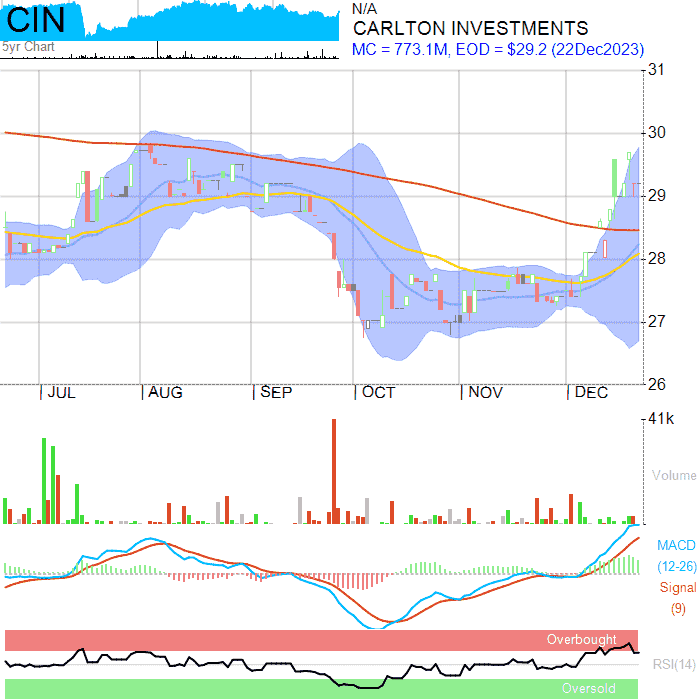 CIN
N/A
CARLTON INVESTMENTS
MC = 773.1M, EOD = $29.2 (22Dec2023)
5yr Chart
31
30
29
28
27
26
JUL
AUG
SEP
OCT
NOV
DEC
41k
Volume
MACD
(12-26)
Signal
(9)
Overbought
RSI(14)
Oversold